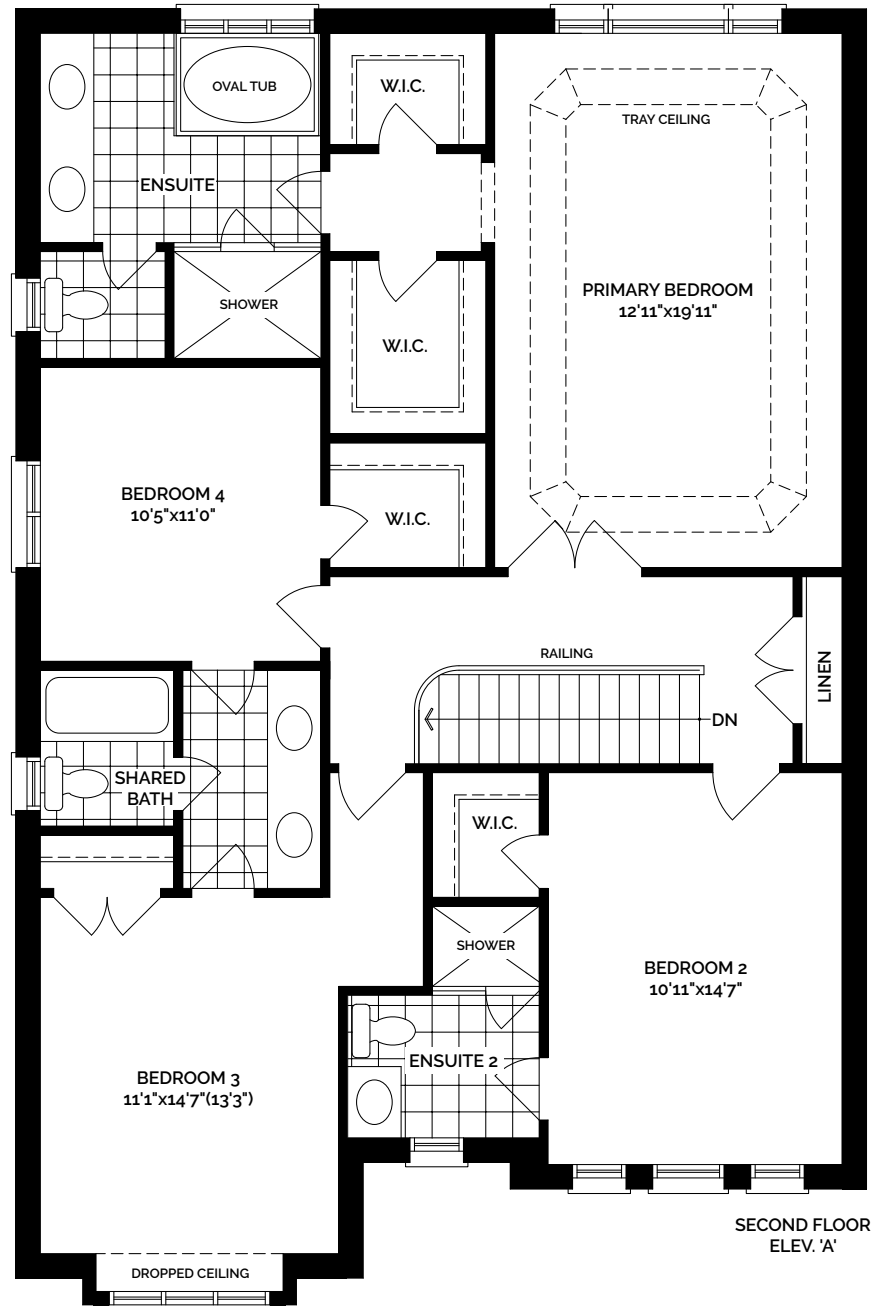 OVAL TUB
W.I.C.
TRAY CEILING
ENSUITE
PRIMARY BEDROOM
12'11"x19'11"
SHOWER
W.I.C.
BEDROOM 4
10'5"x11'0"
W.I.C.
RAILING
LINEN
DN
SHARED
BATH
W.I.C.
SHOWER
BEDROOM 2
10'11"x14'7"
ENSUITE 2
BEDROOM 3
11'1"x14'7"(13'3")
SECOND FLOOR
ELEV. 'A'
DROPPED CEILING